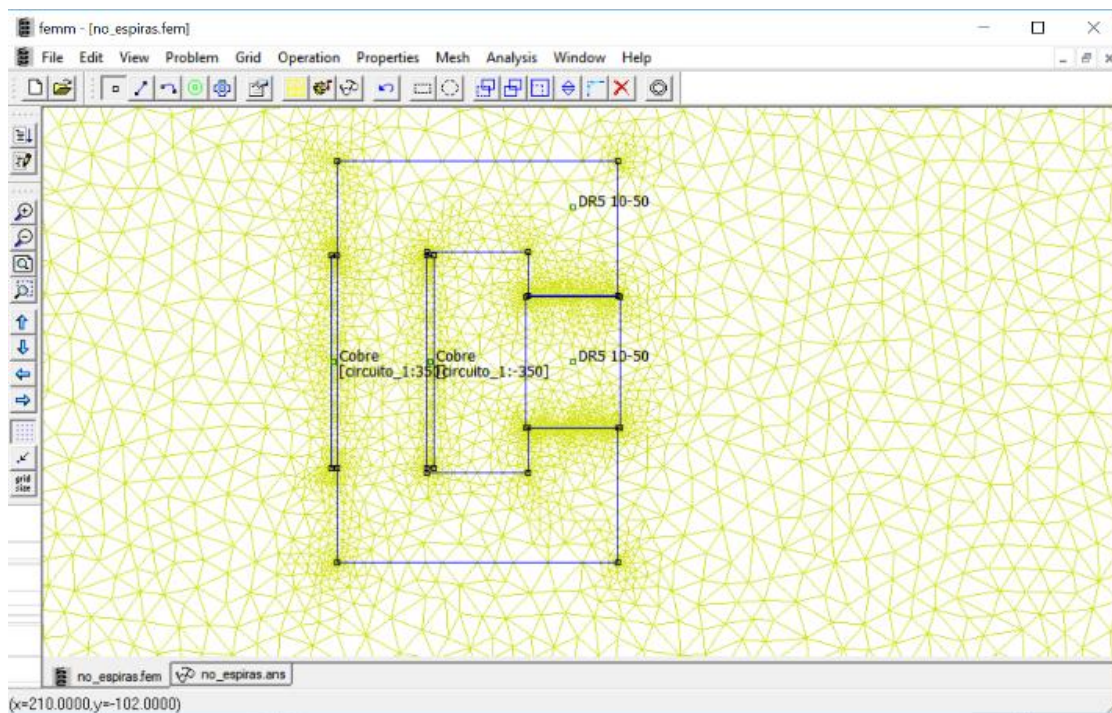 femm - [no_espiras.fem]
File Edit View Problem Grid Operation Properties Mesh Analysis Window Help
DR5 10-50
Cobre Cobre DR5 10-50
[circuito_1:35 [circuito_1:-350]
grid
size
no_espiras.fem no_espiras.ans
(x=210.0000,y=-102.0000)